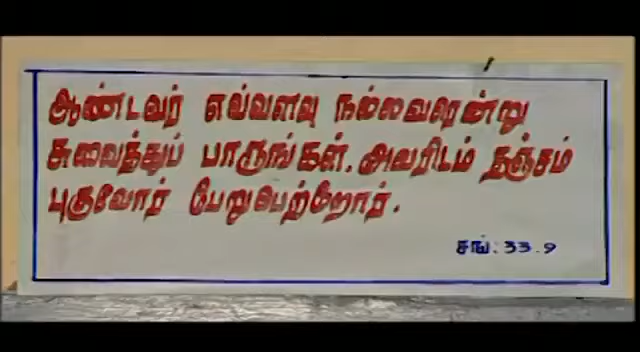 ஆண்டவர் எவ்வளவு நல்லவரென்று
சுவைத்துப் பாருங்கள். அவரிடம் தஞ்சம்
புகுவோர் பேறுபெற்றோர்.
சங்: 33.9